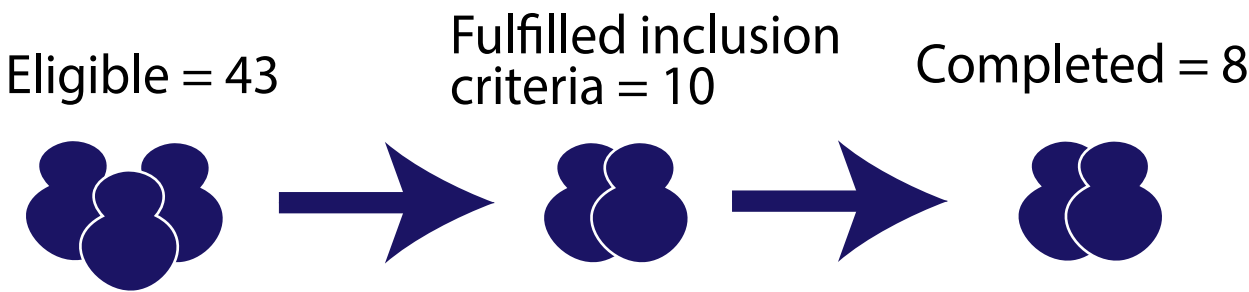 Eligible = 43
Fulfilled inclusion
criteria = 10
Completed = 8